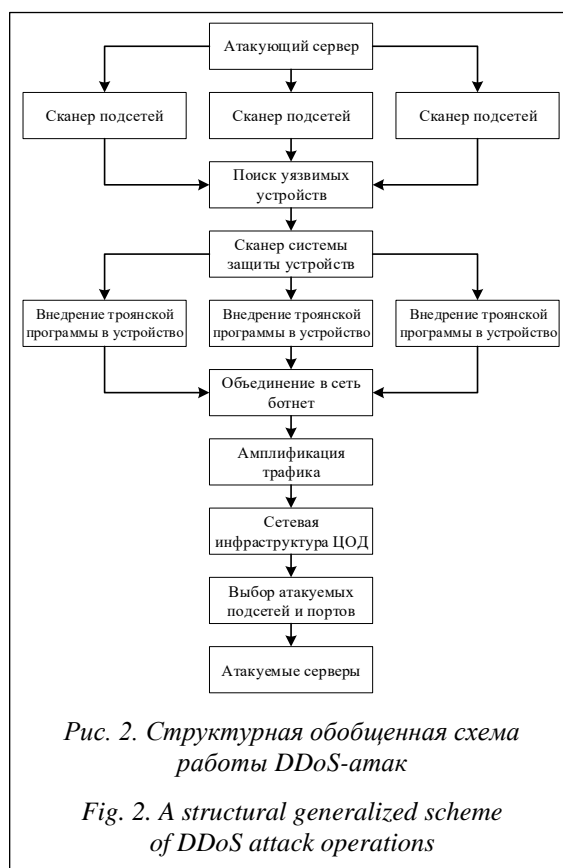 Атакующий сервер
Сканер подсетей
Сканер подсетей
Сканер подсетей
Поиск уязвимых
устройств
Сканер системы
защиты устройств
Внедрение троянской
программы в устройство
Внедрение троянской
программы в устройство
Внедрение троянской
программы в устройство
Объединение в сеть
ботнет
Амплификация
трафика
Сетевая
инфраструктура ЦОД
Выбор атакуемых
подсетей и портов
Атакуемые серверы
Рис. 2. Структурная обобщенная схема
работы DDoS-атак
Fig. 2. A structural generalized scheme
of DDoS attack operations